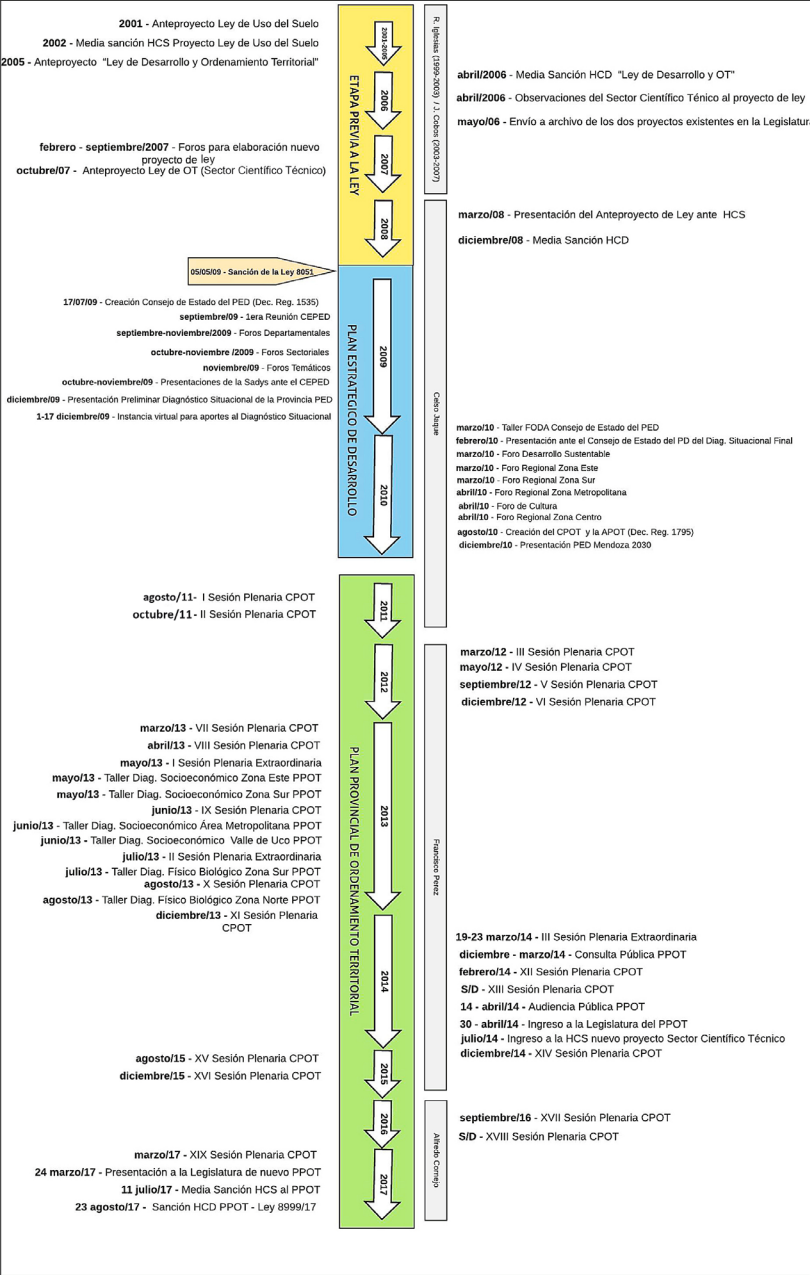 2001 - Anteproyecto Ley de Uso del Suelo
2002 - Media sanción HCS Proyecto Ley de Uso del Suelo
2005 - Anteproyecto "Ley de Desarrollo y Ordenamiento Territorial"
2001-2005
R. Iglesias (1999-2003) / J. Cobos (2003-2007)
abril/2006 - Media Sanción HCD "Ley de Desarrollo y OT"
abril/2006 - Observaciones del Sector Científico Ténico al proyecto de ley
mayo/06 - Envío a archivo de los dos proyectos existentes en la Legislatur
ETAPA PREVIA A LA LEY
2006
febrero - septiembre/2007 - Foros para elaboración nuevo
proyecto de ley
octubre/07 - Anteproyecto Ley de OT (Sector Científico Técnico)
2007
2008
marzo/08 - Presentación del Anteproyecto de Ley ante HCS
diciembre/08 - Media Sanción HCD
05/05/09 - Sanción de la Ley 8051
17/07/09 - Creación Consejo de Estado del PED (Dec. Reg. 1535)
septiembre/09 - 1era Reunión CEPED
septiembre-noviembre/2009 - Foros Departamentales
octubre-noviembre /2009 - Foros Sectoriales
noviembre/09 - Foros Temáticos
octubre-noviembre/09 - Presentaciones de la Sadys ante el CEPED
diciembre/09 - Presentación Preliminar Diagnóstico Situacional de la Provincia PED
1-17 diciembre/09 - Instancia virtual para aportes al Diagnóstico Situacional
PLAN ESTRATEGICO DE DESARROLLO
2009
2010
Celso Jaque
marzo/10 - Taller FODA Consejo de Estado del PED
febrero/10 - Presentación ante el Consejo de Estado del PD del Diag. Situacional Final
marzo/10 - Foro Desarrollo Sustentable
marzo/10 - Foro Regional Zona Este
marzo/10 - Foro Regional Zona Sur
abril/10 - Foro Regional Zona Metropolitana
abril/10 - Foro de Cultura
abril/10 - Foro Regional Zona Centro
agosto/10 - Creación del CPOT y la APOT (Dec. Reg. 1795)
diciembre/10 - Presentación PED Mendoza 2030
agosto/11- I Sesión Plenaria CPOT
octubre/11- II Sesión Plenaria CPOT
2011
2012
marzo/12 - III Sesión Plenaria CPOT
mayo/12 - IV Sesión Plenaria CPOT
septiembre/12 - V Sesión Plenaria CPOT
diciembre/12 - VI Sesión Plenaria CPOT
marzo/13 - VII Sesión Plenaria CPOT
abril/13 - VIII Sesión Plenaria CPOT
mayo/13 - I Sesión Plenaria Extraordinaria
mayo/13 - Taller Diag. Socioeconómico Zona Este PPOT
mayo/13 - Taller Diag. Socioeconómico Zona Sur PPOT
junio/13 - IX Sesión Plenaria CPOT
junio/13 - Taller Diag. Socioeconómico Área Metropolitana PPOT
junio/13 - Taller Diag. Socioeconómico Valle de Uco PPOT
julio/13 - II Sesión Plenaria Extraordinaria
julio/13 - Taller Diag. Físico Biológico Zona Sur PPOT
agosto/13 - X Sesión Plenaria CPOT
agosto/13 - Taller Diag. Físico Biológico Zona Norte PPOT
diciembre/13 - XI Sesión Plenaria
CPOT
PLAN PROVINCIAL DE ORDENAMIENTO TERRITORIAL
2013
2014
Francisco Perez
19-23 marzo/14 - III Sesión Plenaria Extraordinaria
diciembre - marzo/14 - Consulta Pública PPOT
febrero/14 - XII Sesión Plenaria CPOT
S/D - XIII Sesión Plenaria CPOT
14 - abril/14 - Audiencia Pública PPOT
30 - abril/14 - Ingreso a la Legislatura del PPOT
julio/14 - Ingreso a la HCS nuevo proyecto Sector Científico Técnico
diciembre/14 - XIV Sesión Plenaria CPOT
agosto/15 - XV Sesión Plenaria CPOT
diciembre/15 - XVI Sesión Plenaria CPOT
2015
2016
septiembre/16 - XVII Sesión Plenaria CPOT
S/D - XVIII Sesión Plenaria CPOT
Alfredo Cornejo
marzo/17 - XIX Sesión Plenaria CPOT
24 marzo/17 - Presentación a la Legislatura de nuevo PPOT
11 julio/17 - Media Sanción HCS al PPOT
23 agosto/17 - Sanción HCD PPOT - Ley 8999/17
2017